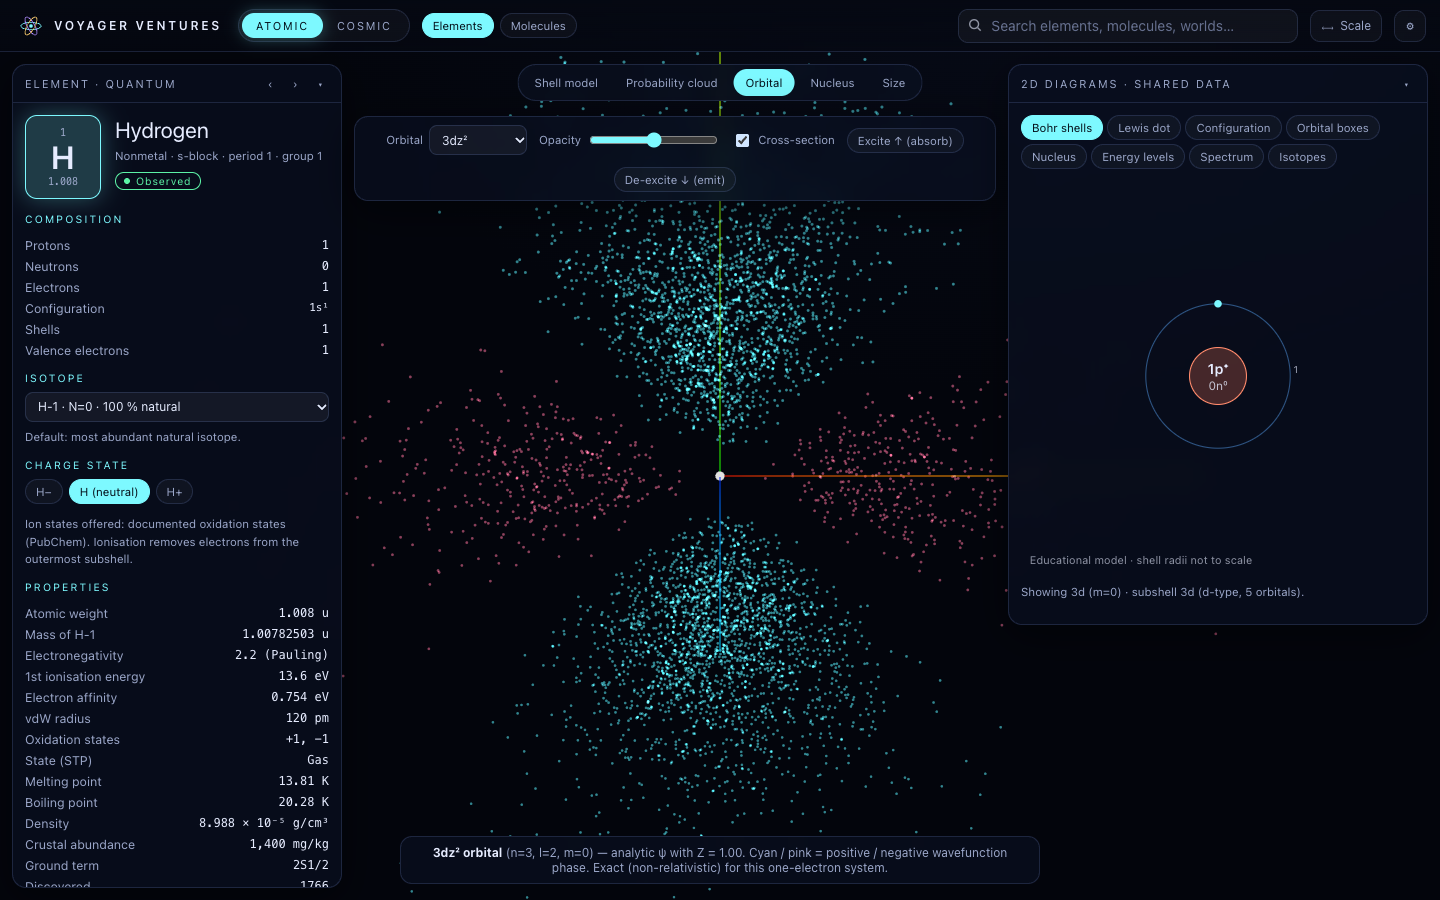 VOYAGER VENTURES
ATOMIC
COSMIC
Elements
Molecules
Search elements, molecules, worlds...
Scale
ELEMENT · QUANTUM
1
H
1.008
Hydrogen
Nonmetal · s-block · period 1 · group 1
Observed
COMPOSITION
Protons 1
Neutrons 0
Electrons 1
Configuration 1s¹
Shells 1
Valence electrons 1
ISOTOPE
H-1 · N=0 · 100 % natural
Default: most abundant natural isotope.
CHARGE STATE
H−
H (neutral)
H+
Ion states offered: documented oxidation states
(PubChem). Ionisation removes electrons from the
outermost subshell.
PROPERTIES
Atomic weight 1.008 u
Mass of H-1 1.00782503 u
Electronegativity 2.2 (Pauling)
1st ionisation energy 13.6 eV
Electron affinity 0.754 eV
vdW radius 120 pm
Oxidation states +1, −1
State (STP) Gas
Melting point 13.81 K
Boiling point 20.28 K
Density 8.988 × 10⁻⁵ g/cm³
Crustal abundance 1,400 mg/kg
Ground term 2S1/2
Discovered 1766
Shell model
Probability cloud
Orbital
Nucleus
Size
Orbital
3dz²
Opacity
Cross-section
Excite ↑ (absorb)
De-excite ↓ (emit)
3dz² orbital (n=3, l=2, m=0) — analytic ψ with Z = 1.00. Cyan / pink = positive / negative wavefunction
phase. Exact (non-relativistic) for this one-electron system.
2D DIAGRAMS · SHARED DATA
Bohr shells
Lewis dot
Configuration
Orbital boxes
Nucleus
Energy levels
Spectrum
Isotopes
1p⁺
0n⁰
1
Educational model · shell radii not to scale
Showing 3d (m=0) · subshell 3d (d-type, 5 orbitals).